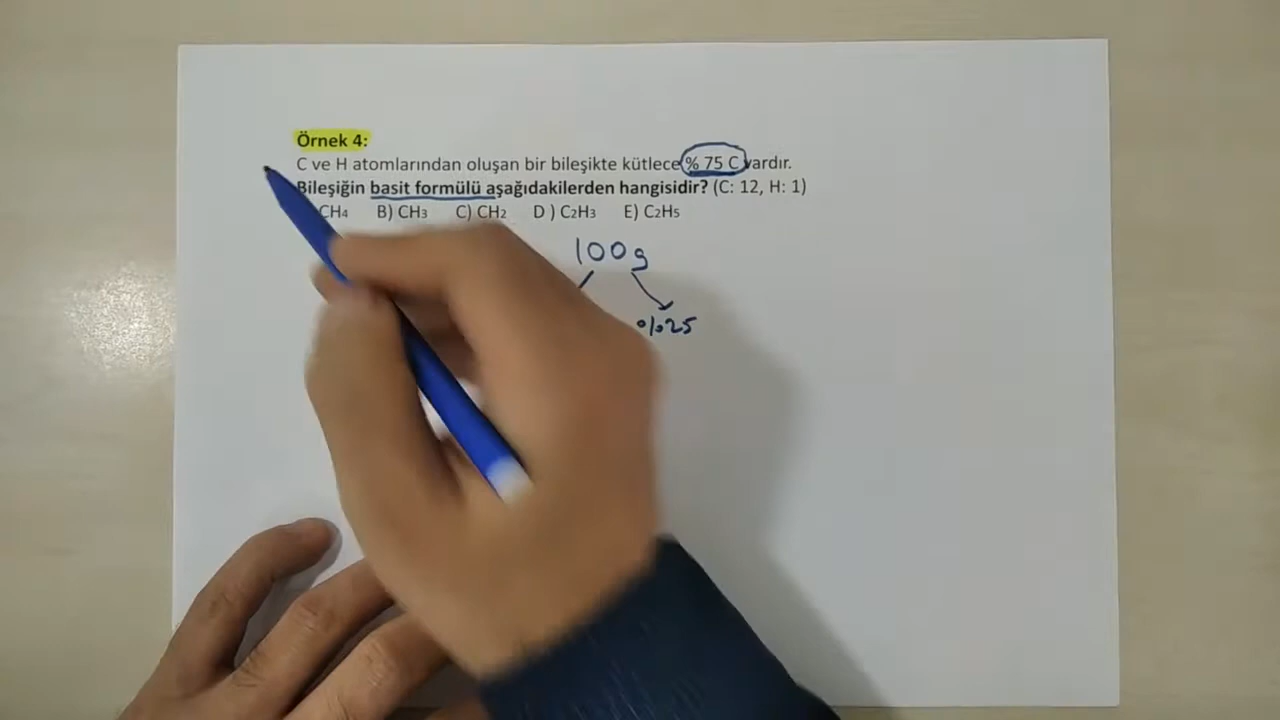 Örnek 4:
C ve H atomlarından oluşan bir bileşikte kütlece % 75 C vardır.
Bileşiğin basit formülü aşağıdakilerden hangisidir? (C: 12, H: 1)
CH4 B) CH3 C) CH2 D ) C2H3 E) C2H5
100g
%25